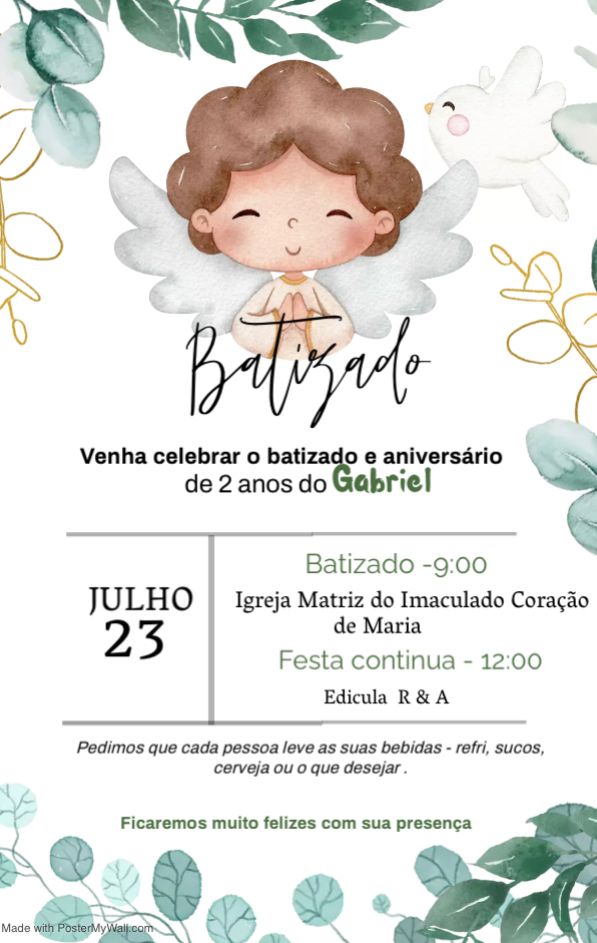 Batizado
Venha celebrar o batizado e aniversário
de 2 anos do Gabriel
JULHO
23
Batizado -9:00
Igreja Matriz do Imaculado Coração
de Maria
Festa continua - 12:00
Edicula R & A
Pedimos que cada pessoa leve as suas bebidas - refri, sucos,
cerveja ou o que desejar .
Ficaremos muito felizes com sua presença
Made with PosterMyWall.com